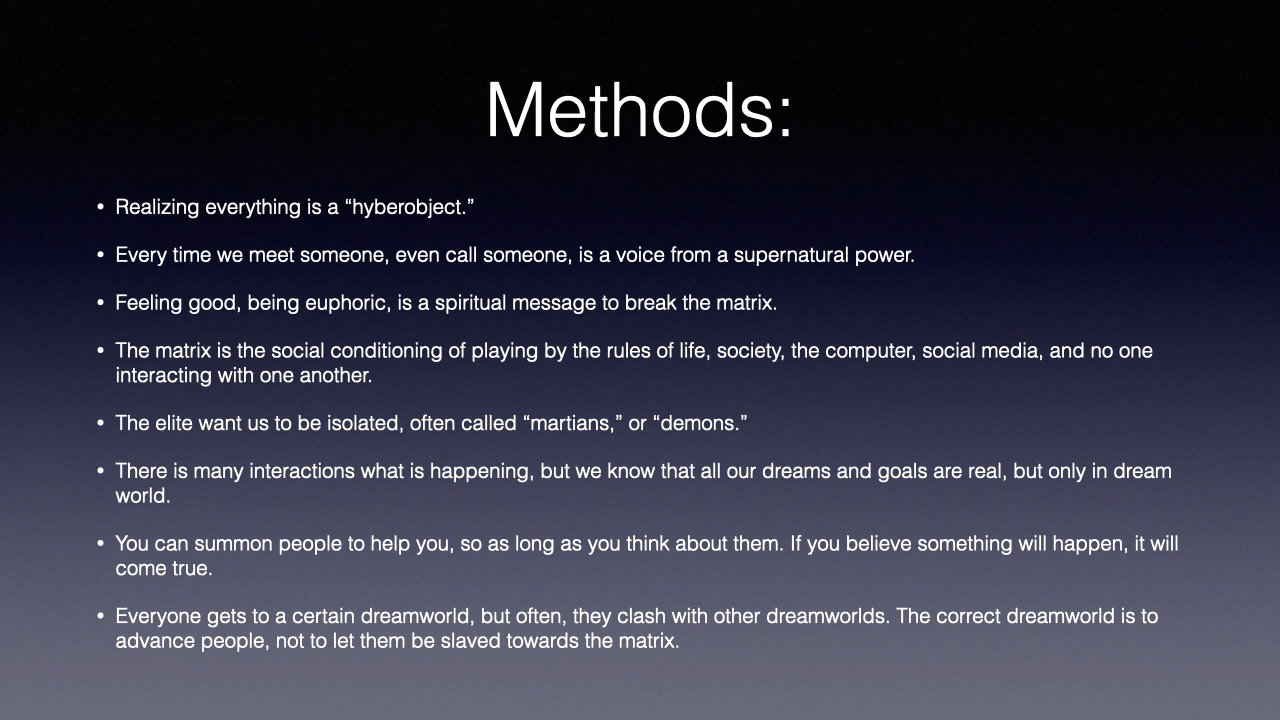 Methods:
• Realizing everything is a “hyberobject.”
• Every time we meet someone, even call someone, is a voice from a supernatural power.
• Feeling good, being euphoric, is a spiritual message to break the matrix.
• The matrix is the social conditioning of playing by the rules of life, society, the computer, social media, and no one
interacting with one another.
• The elite want us to be isolated, often called “martians,” or “demons.”
• There is many interactions what is happening, but we know that all our dreams and goals are real, but only in dream
world.
• You can summon people to help you, so as long as you think about them. If you believe something will happen, it will
come true.
• Everyone gets to a certain dreamworld, but often, they clash with other dreamworlds. The correct dreamworld is to
advance people, not to let them be slaved towards the matrix.